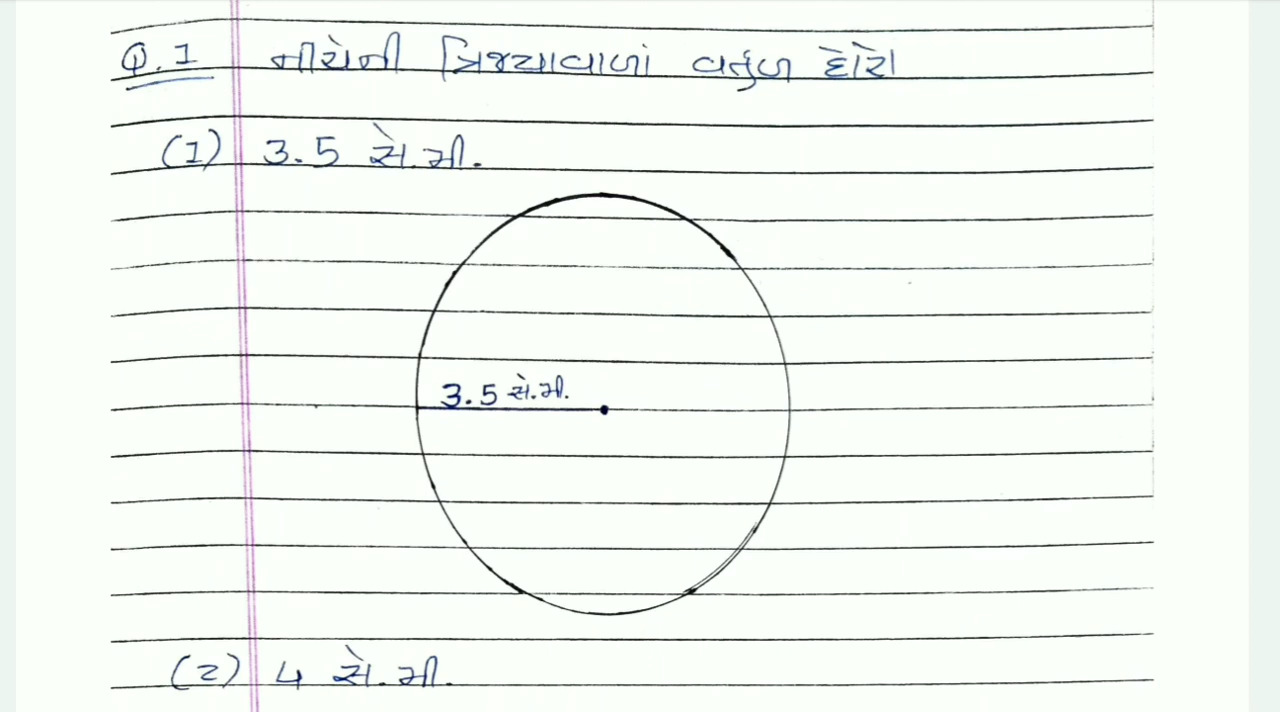 Q.1 નીચેની ત્રિજ્યાવાળાં વર્તુળ દોરો
(1) 3.5 સે.મી.
3.5 સે.મી.
(2) 4 સે.મી.